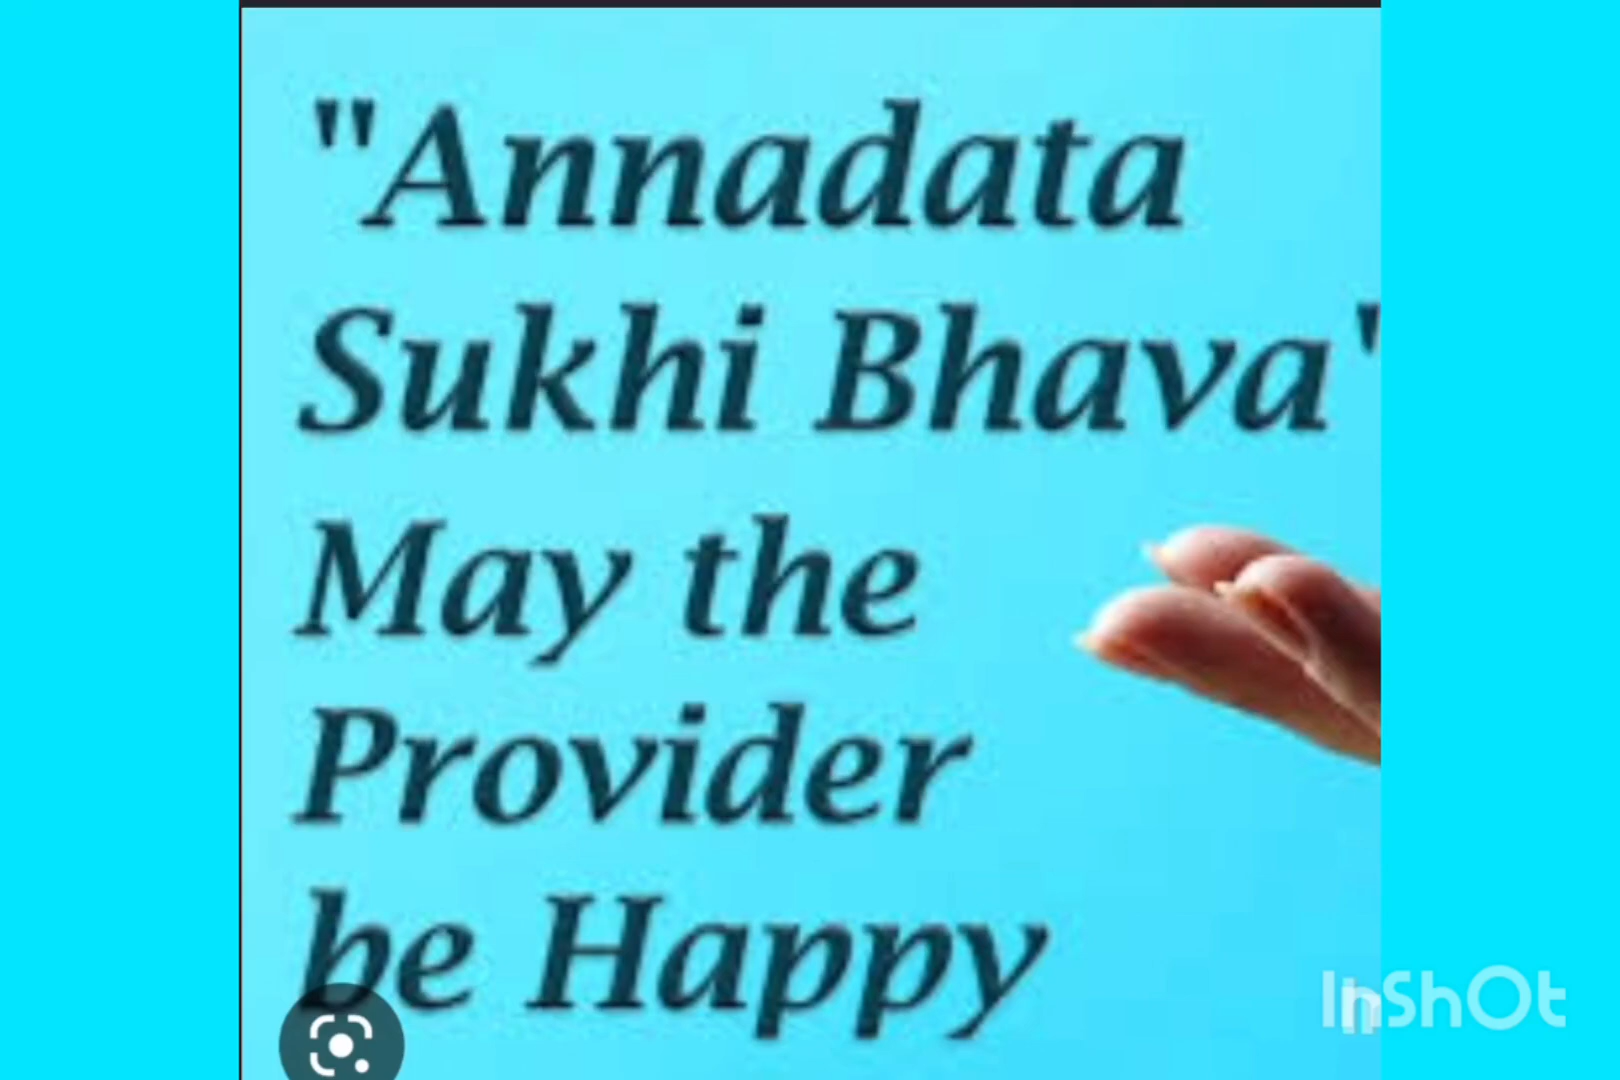 "Annadata
Sukhi Bhava'
May the
Provider
be Happy
InShOt